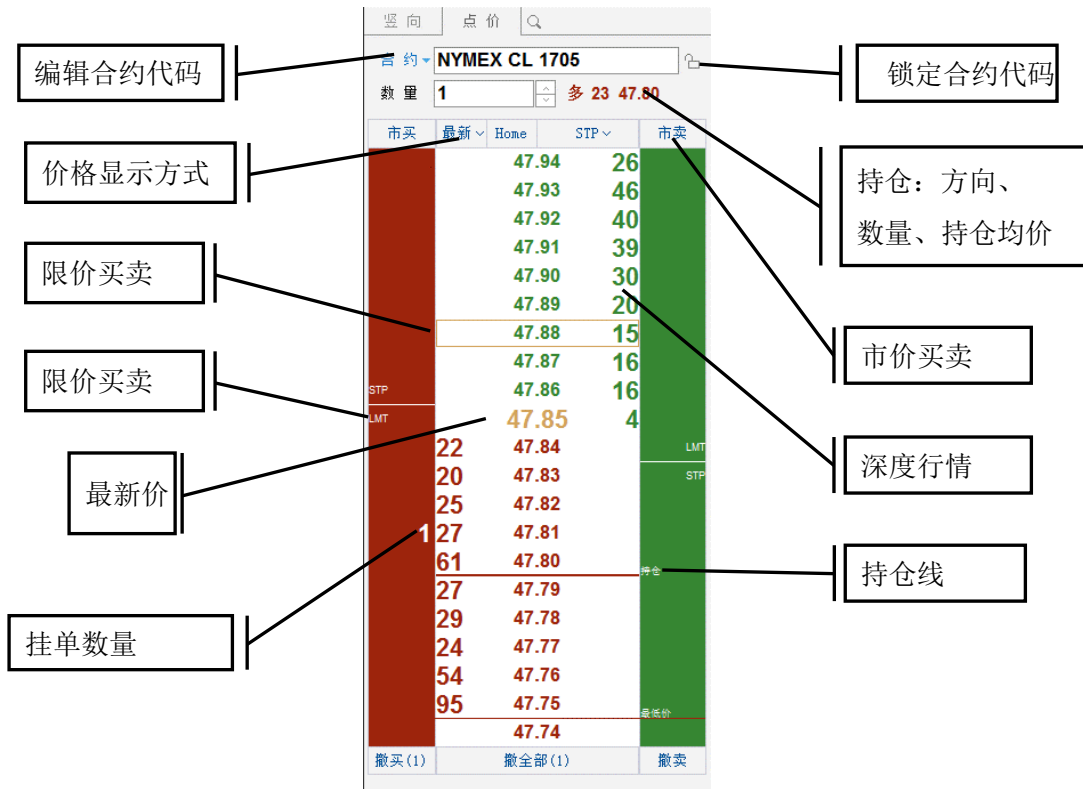 竖 向 点 价
编辑合约代码
合 约 NYMEX CL 1705
锁定合约代码
数 量 1 多 23 47.80
市买 最新 Home STP 市卖
价格显示方式
持仓：方向、
数量、持仓均价
47.94 26
47.93 46
47.92 40
47.91 39
限价买卖
47.90 30
47.89 20
47.88 15
市价买卖
47.87 16
限价买卖
STP 47.86 16
LMT 47.85 4
22 47.84 LMT
深度行情
20 47.83 STP
最新价
25 47.82
1 27 47.81
61 47.80 持仓
持仓线
27 47.79
29 47.78
挂单数量
24 47.77
54 47.76
95 47.75 最低价
47.74
撤买(1) 撤全部(1) 撤卖